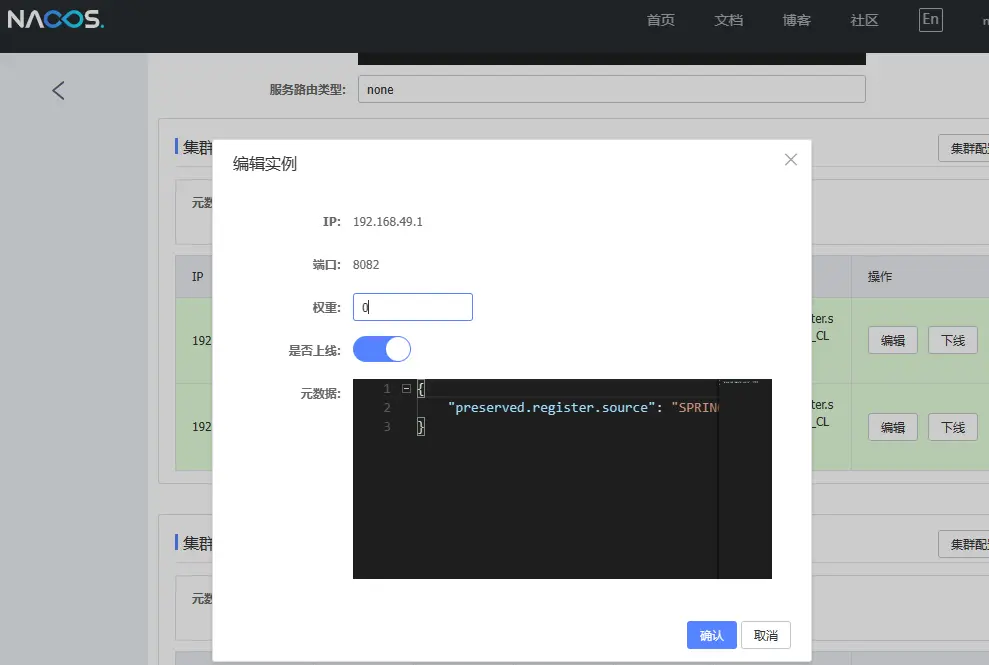 NACOS.
首页 文档 博客 社区 En
服务路由类型: none
集群 集群配
编辑实例
元数
IP: 192.168.49.1
端口: 8082
IP 操作
权重: 0
ter.s
_CL
192 编辑 下线
是否上线:
元数据:
1 {
2 "preserved.register.source": "SPRIN
3 }
ter.s
_CL
192 编辑 下线
集群 集群配
元数
确认 取消